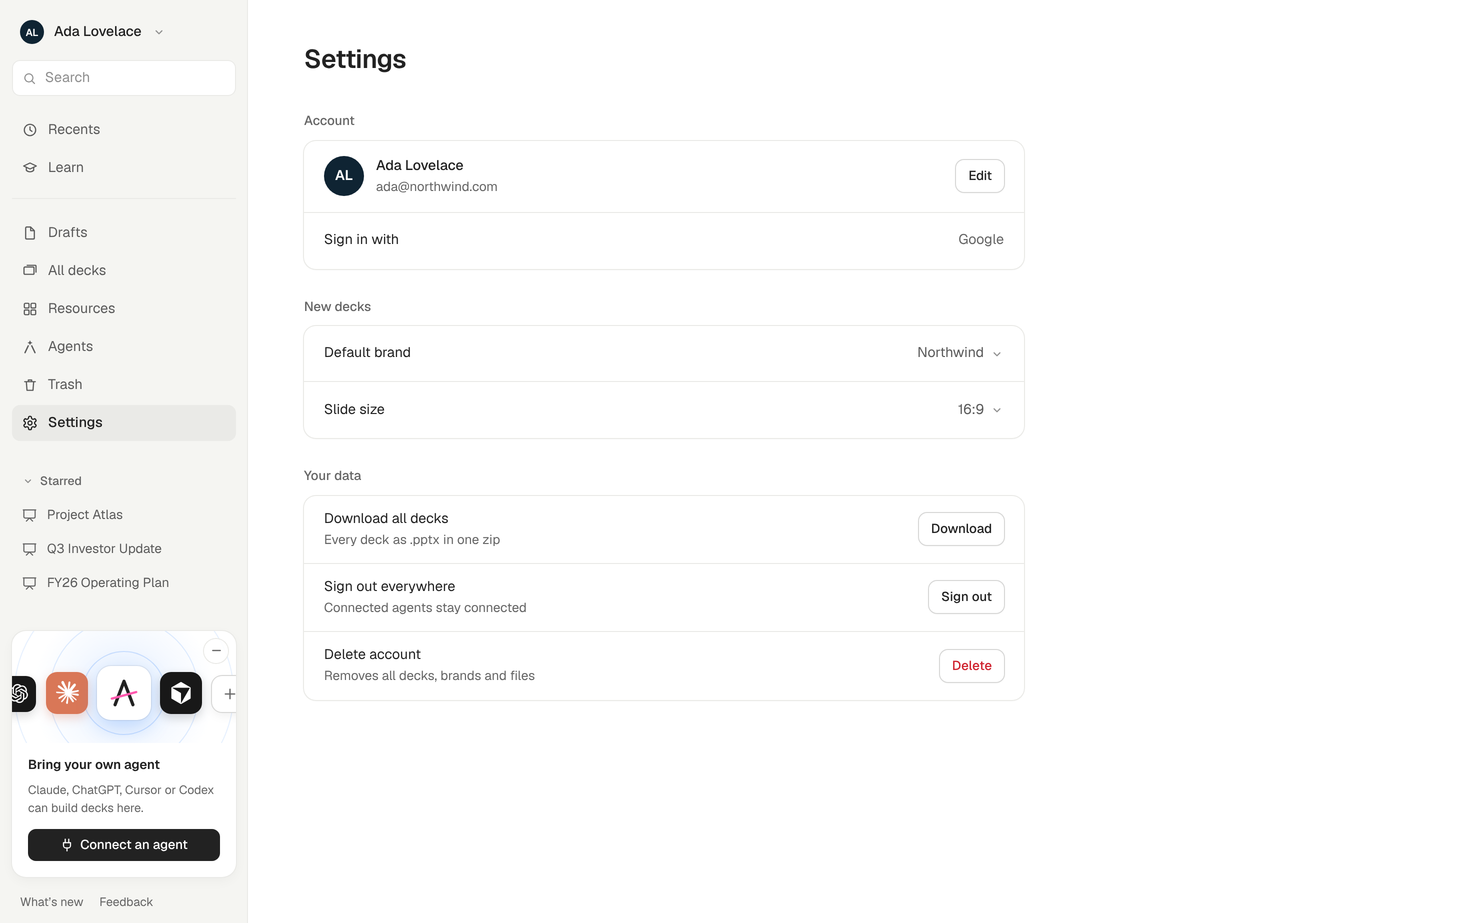 AL Ada Lovelace
Search
Recents
Learn
Drafts
All decks
Resources
Agents
Trash
Settings
Starred
Project Atlas
Q3 Investor Update
FY26 Operating Plan
Bring your own agent
Claude, ChatGPT, Cursor or Codex
can build decks here.
Connect an agent
What's new Feedback
Settings
Account
AL
Ada Lovelace
ada@northwind.com
Edit
Sign in with Google
New decks
Default brand Northwind
Slide size 16:9
Your data
Download all decks
Every deck as .pptx in one zip
Download
Sign out everywhere
Connected agents stay connected
Sign out
Delete account
Removes all decks, brands and files
Delete